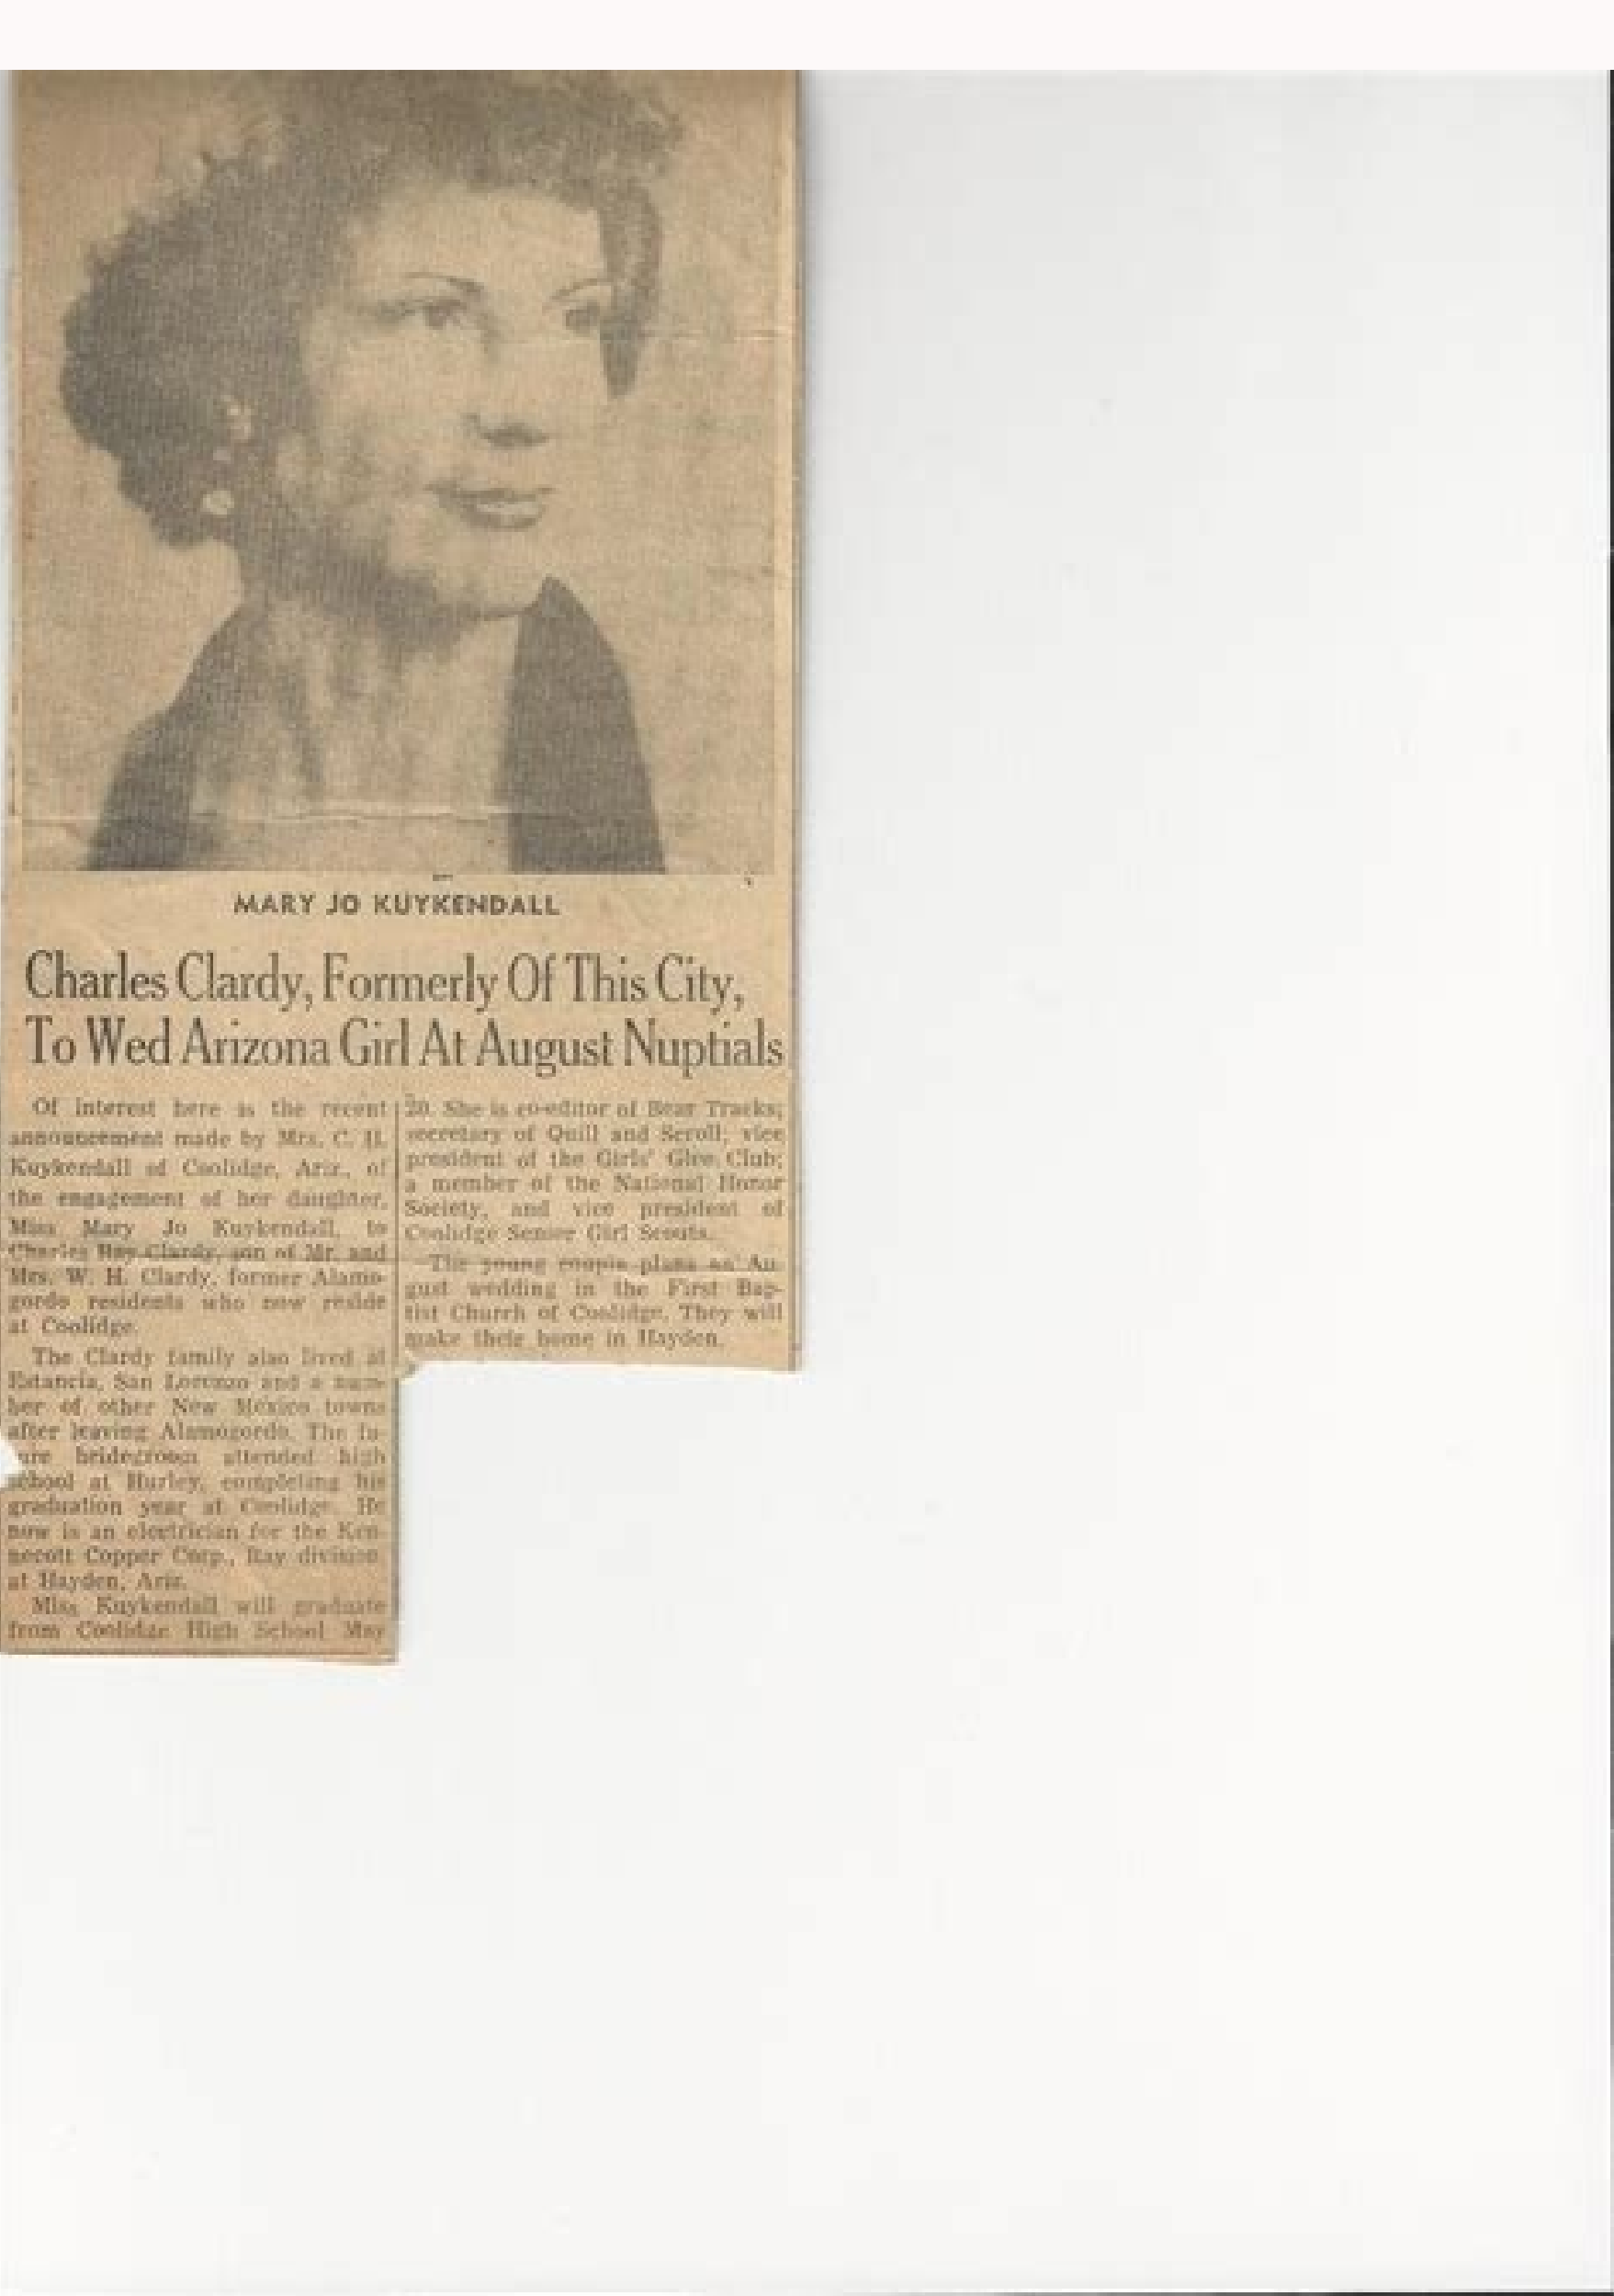 MARY JO KUYKENDALL
Charles Clardy, Formerly Of This City,
To Wed Arizona Girl At August Nuptials
Of interest here is the recent
announcement made by Mrs. C. H.
Kuykendall of Coolidge, Ariz., of
the engagement of her daughter,
Miss Mary Jo Kuykendall, to
Charles Ray Clardy, son of Mr. and
Mrs. W. H. Clardy, former Alamo-
gordo residents who now reside
at Coolidge.
The Clardy family also lived at
Estancia, San Lorenzo and a num-
ber of other New Mexico towns
after leaving Alamogordo. The fu-
ure bridegroom attended high
school at Hurley, completing his
graduation year at Coolidge. He
now is an electrician for the Ken-
necott Copper Corp., Ray division
at Hayden, Ariz.
Miss Kuykendall will graduate
from Coolidge High School May
20. She is co-editor of Bear Tracks;
secretary of Quill and Scroll; vice
president of the Girls' Glee Club;
a member of the National Honor
Society, and vice president of
Coolidge Senior Girl Scouts.
The young couple plans an Au-
gust wedding in the First Bap-
tist Church of Coolidge. They will
make their home in Hayden.